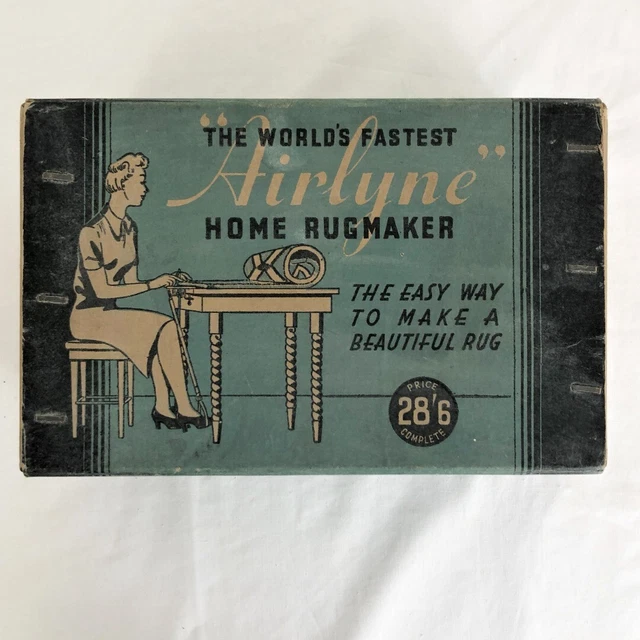 THE WORLD'S FASTEST
"Airlyne"
HOME RUGMAKER
THE EASY WAY
TO MAKE A
BEAUTIFUL RUG
PRICE
28'6
COMPLETE